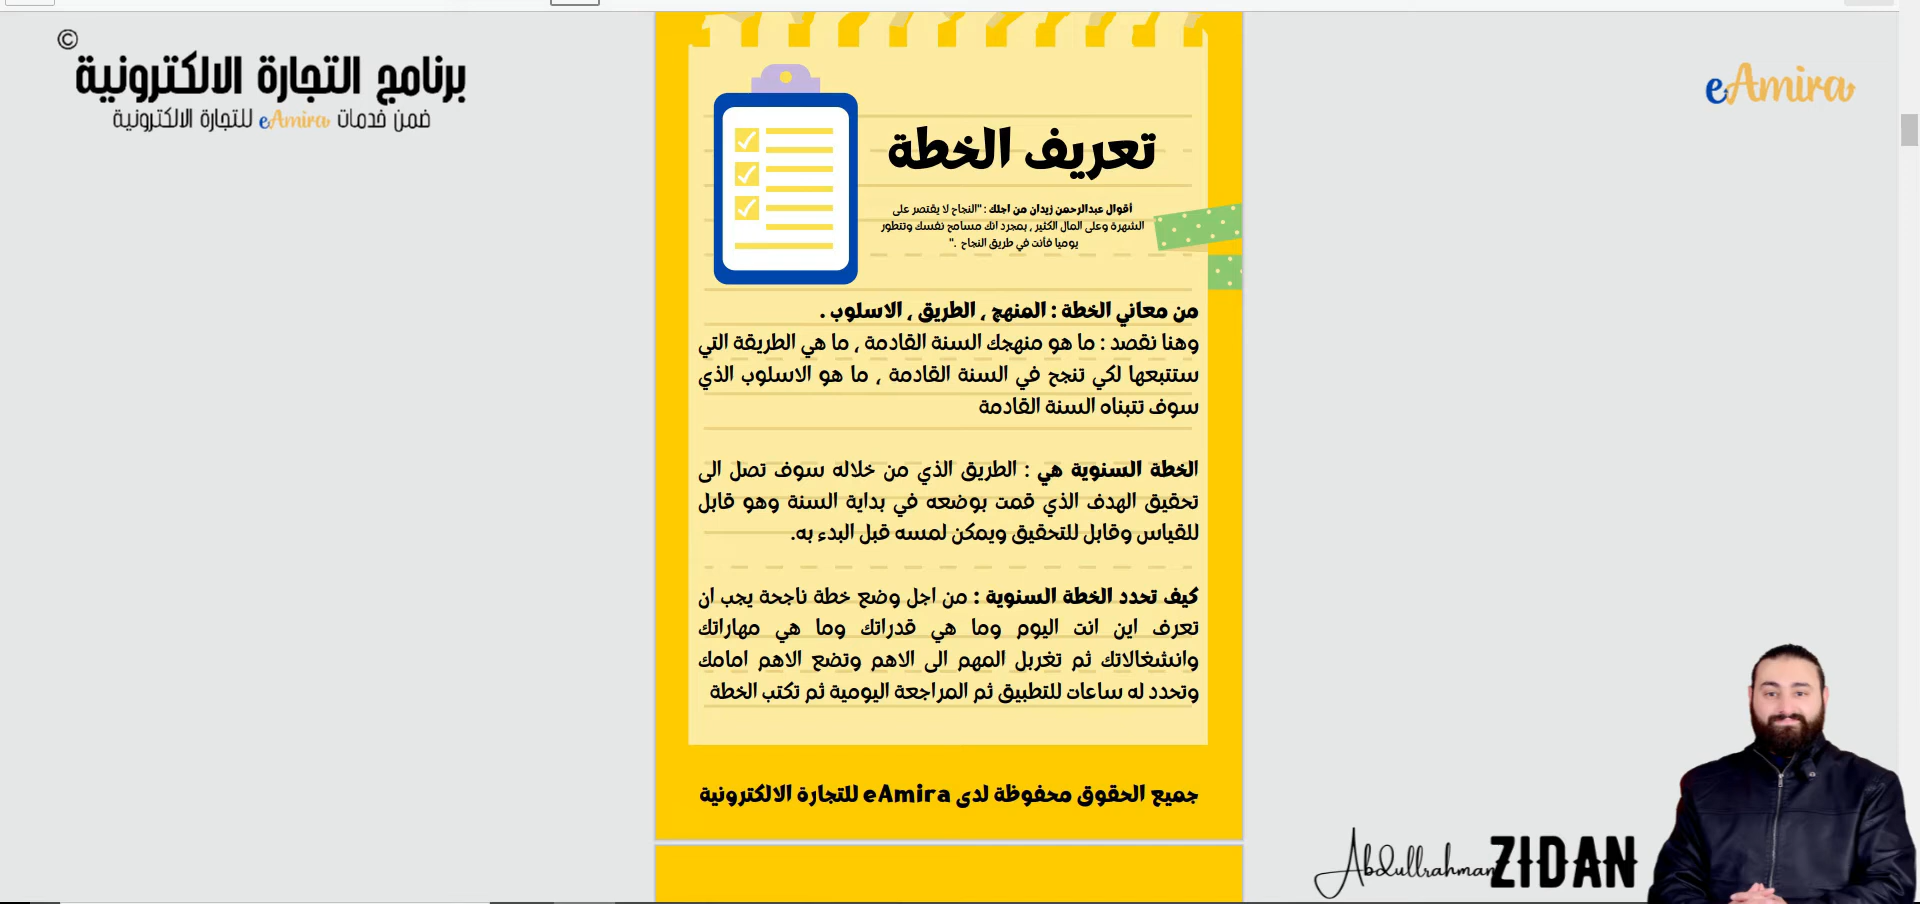 ©
برنامج التجارة الالكترونية
ضمن خدمات eAmira للتجارة الالكترونية
eAmira
تعريف الخطة
أقوال عبدالرحمن زيدان من اجلك : "النجاح لا يقتصر على
الشهرة وعلى المال الكثير ، بمجرد انك مسامح نفسك وتتطور
يوميا فأنت في طريق النجاح ."
من معاني الخطة : المنهج ، الطريق ، الاسلوب .
وهنا نقصد : ما هو منهجك السنة القادمة ، ما هي الطريقة التي
ستتبعها لكي تنجح في السنة القادمة ، ما هو الاسلوب الذي
سوف تتبناه السنة القادمة
الخطة السنوية هي : الطريق الذي من خلاله سوف تصل الى
تحقيق الهدف الذي قمت بوضعه في بداية السنة وهو قابل
للقياس وقابل للتحقيق ويمكن لمسه قبل البدء به.
كيف تحدد الخطة السنوية : من اجل وضع خطة ناجحة يجب ان
تعرف اين انت اليوم وما هي قدراتك وما هي مهاراتك
وانشغالاتك ثم تغربل المهم الى الاهم وتضع الاهم امامك
وتحدد له ساعات للتطبيق ثم المراجعة اليومية ثم تكتب الخطة
جميع الحقوق محفوظة لدى eAmira للتجارة الالكترونية
Abdullrahman ZIDAN